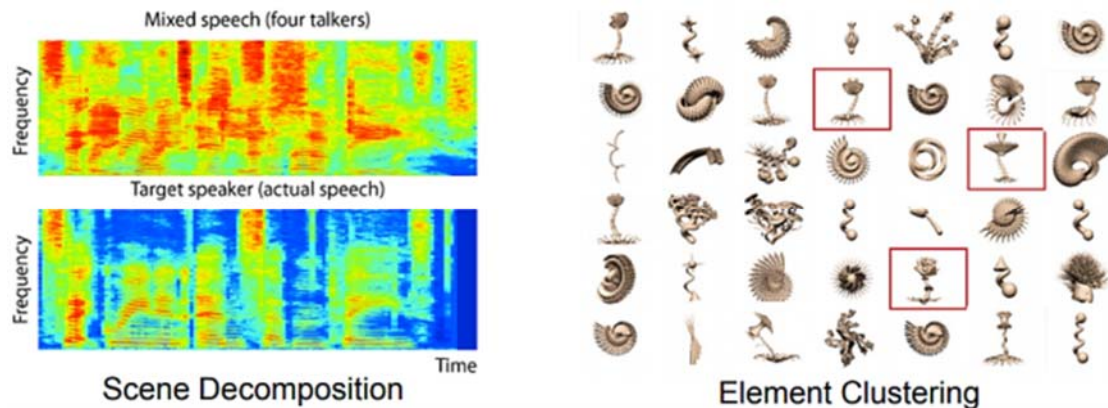 Mixed speech (four talkers)
Frequency
Target speaker (actual speech)
Frequency
Time
Scene Decomposition
Element Clustering